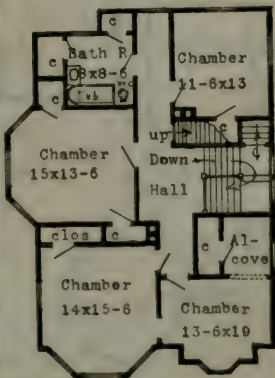 c
Bath R
c
8x8-6
Tub
Chamber
11-6x13
c
c
up
Down
Hall
Chamber
15x13-6
clos
c
c
Al-
cove
Chamber
14x15-6
Chamber
13-6x19